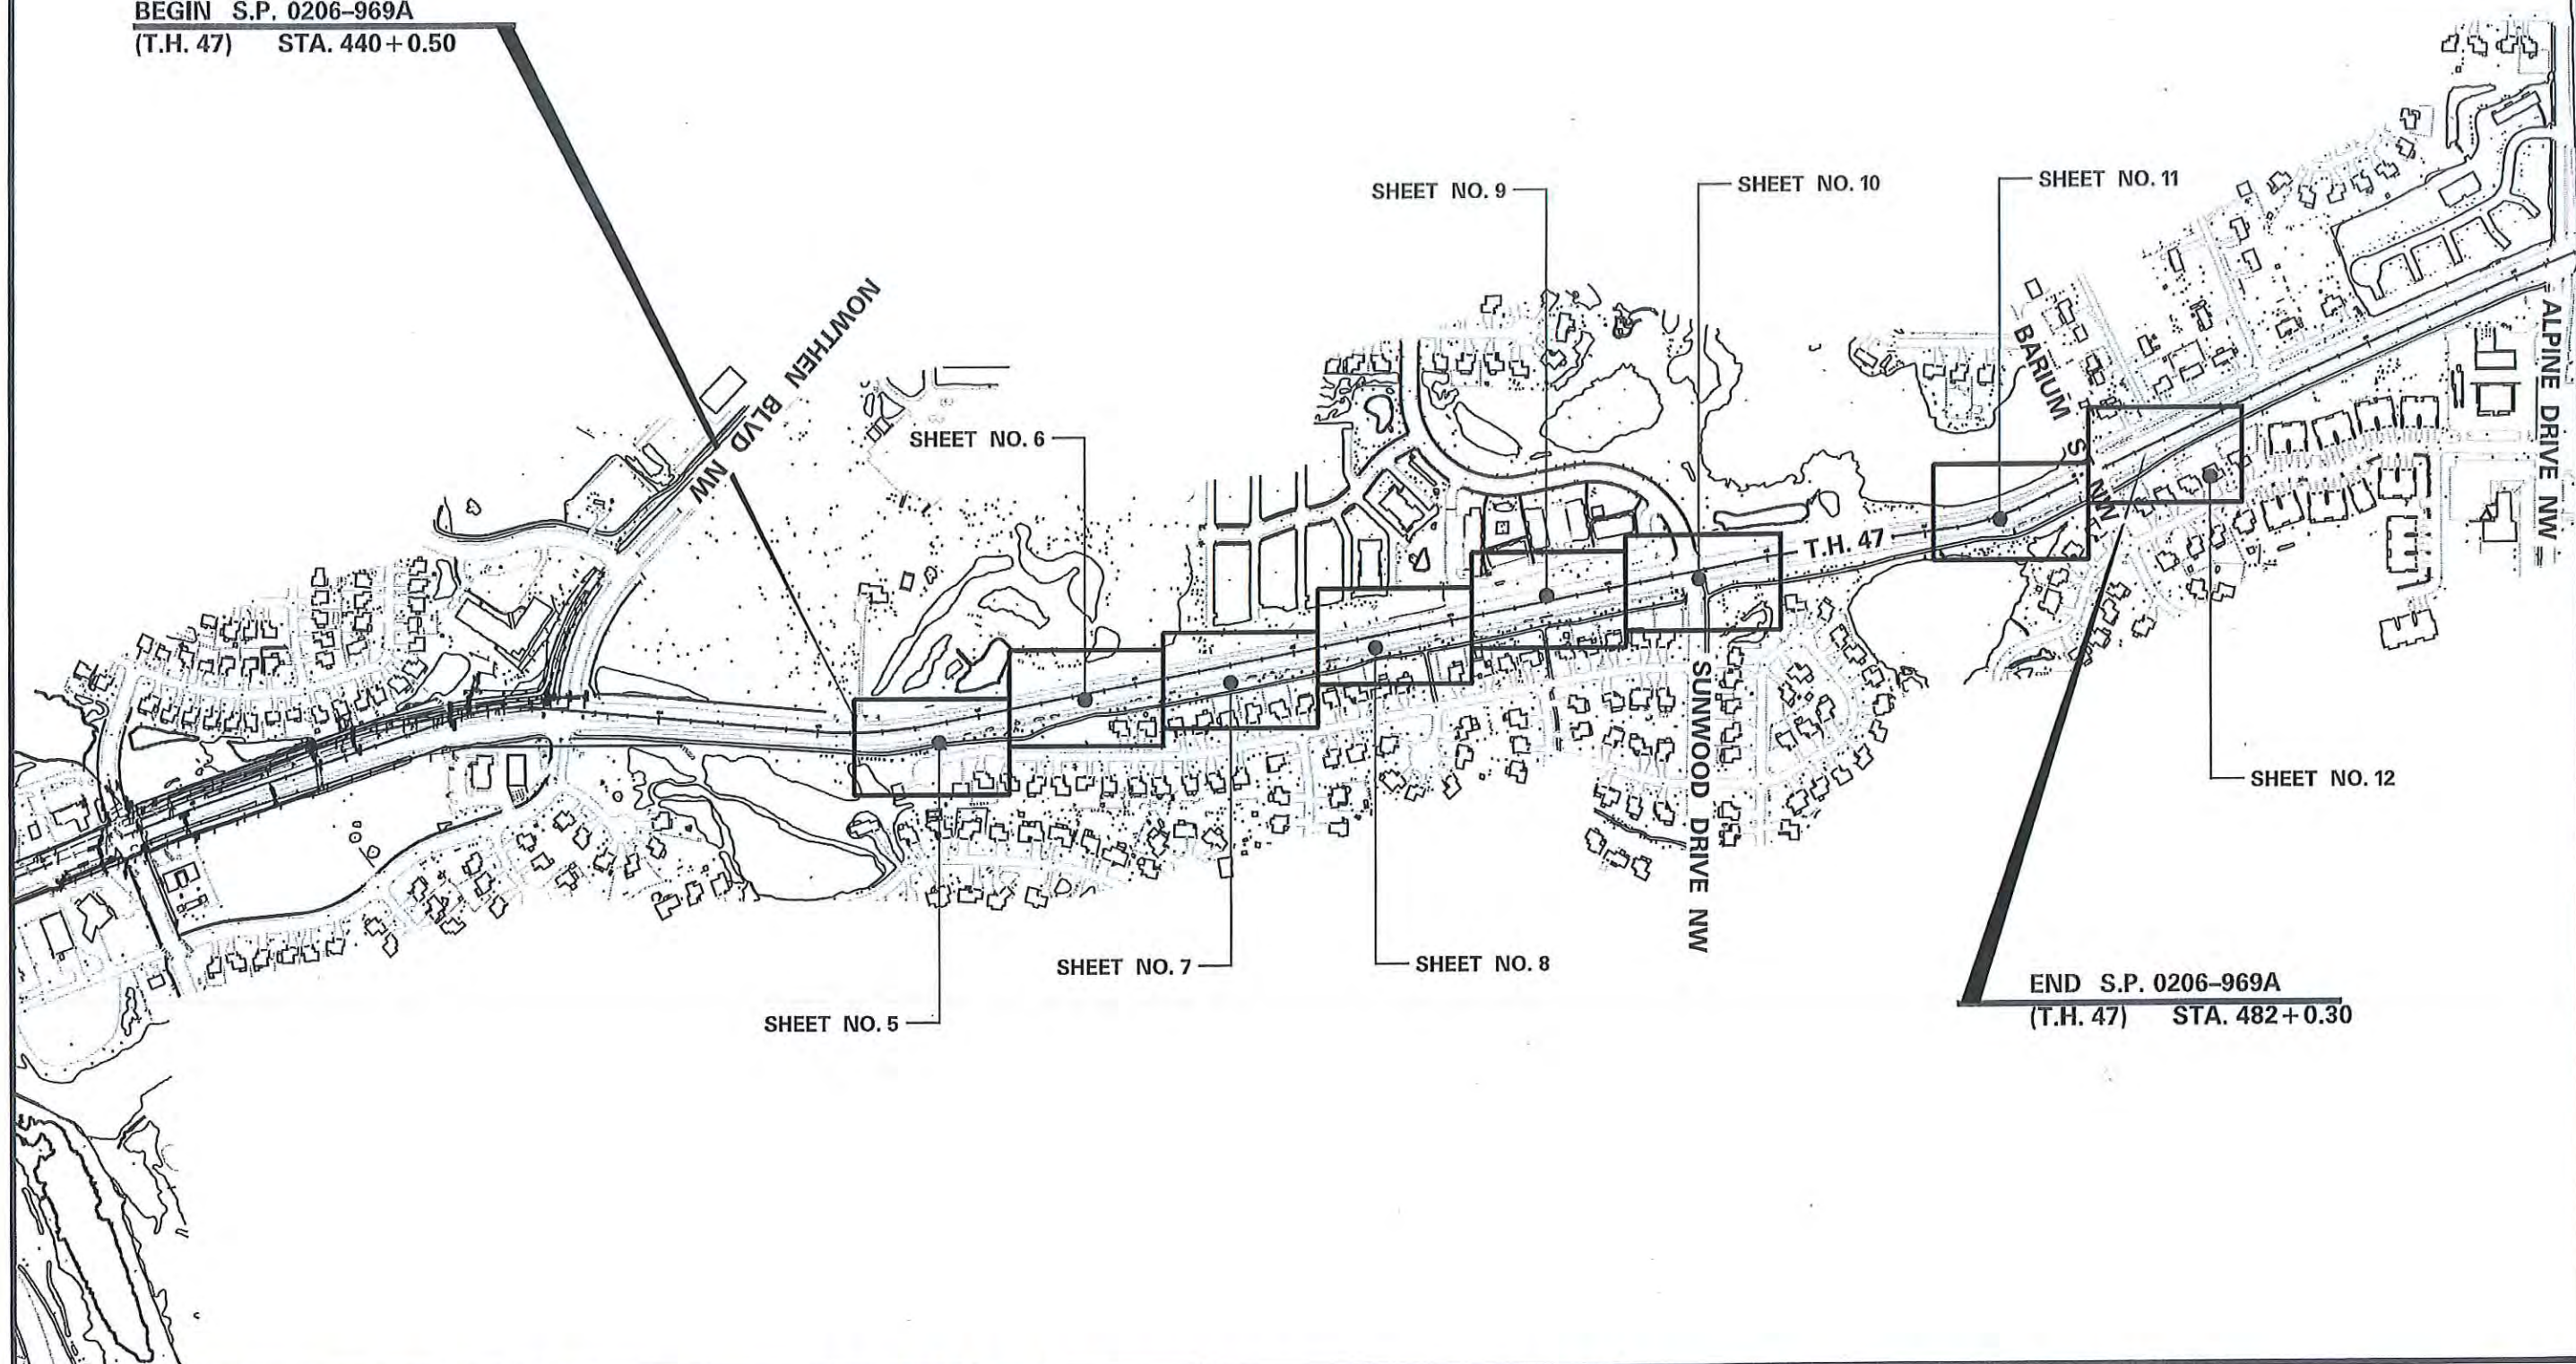 BEGIN S.P. 0206–969A
(T.H. 47) STA. 440+0.50
NOWTHEN BLVD NW
SHEET NO. 6
SHEET NO. 9
SHEET NO. 10
SHEET NO. 11
BARIUM ST NW
ALPINE DRIVE NW
T.H. 47
SUNWOOD DRIVE NW
SHEET NO. 12
SHEET NO. 7
SHEET NO. 8
SHEET NO. 5
END S.P. 0206–969A
(T.H. 47) STA. 482+0.30